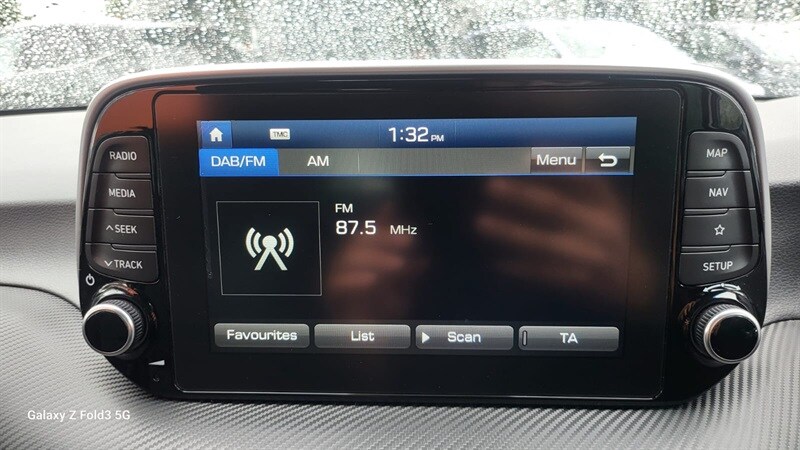 TMC
1:32 PM
DAB/FM
AM
Menu
RADIO
MEDIA
SEEK
TRACK
FM
87.5 MHz
MAP
NAV
SETUP
Favourites
List
Scan
TA
Galaxy Z Fold3 5G